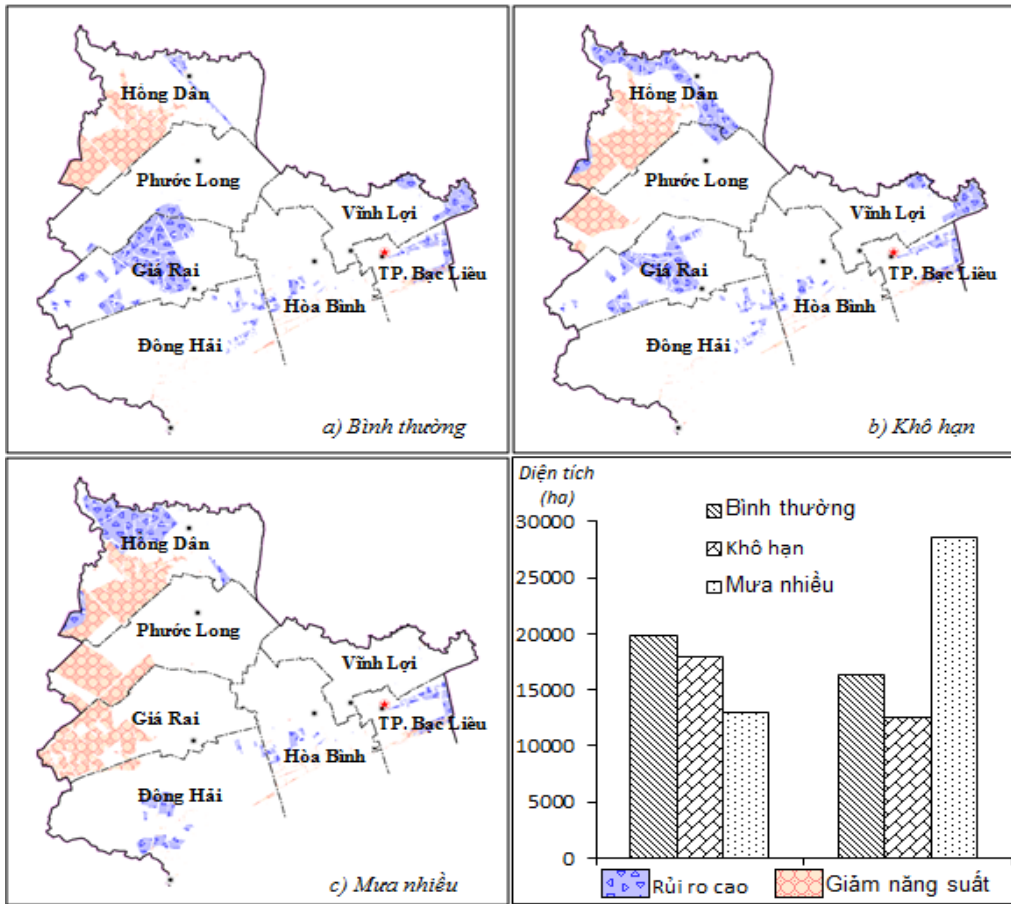 Hồng Dân
Phước Long
Vĩnh Lợi
Giá Rai
TP. Bạc Liêu
Hòa Bình
Đông Hải
a) Bình thường
Hồng Dân
Phước Long
Vĩnh Lợi
Giá Rai
TP. Bạc Liêu
Hòa Bình
Đông Hải
b) Khô hạn
Hồng Dân
Phước Long
Vĩnh Lợi
Giá Rai
TP. Bạc Liêu
Hòa Bình
Đông Hải
c) Mưa nhiều
Diện tích
(ha)
30000
25000
20000
15000
10000
5000
0
Bình thường
Khô hạn
Mưa nhiều
Rủi ro cao
Giảm năng suất